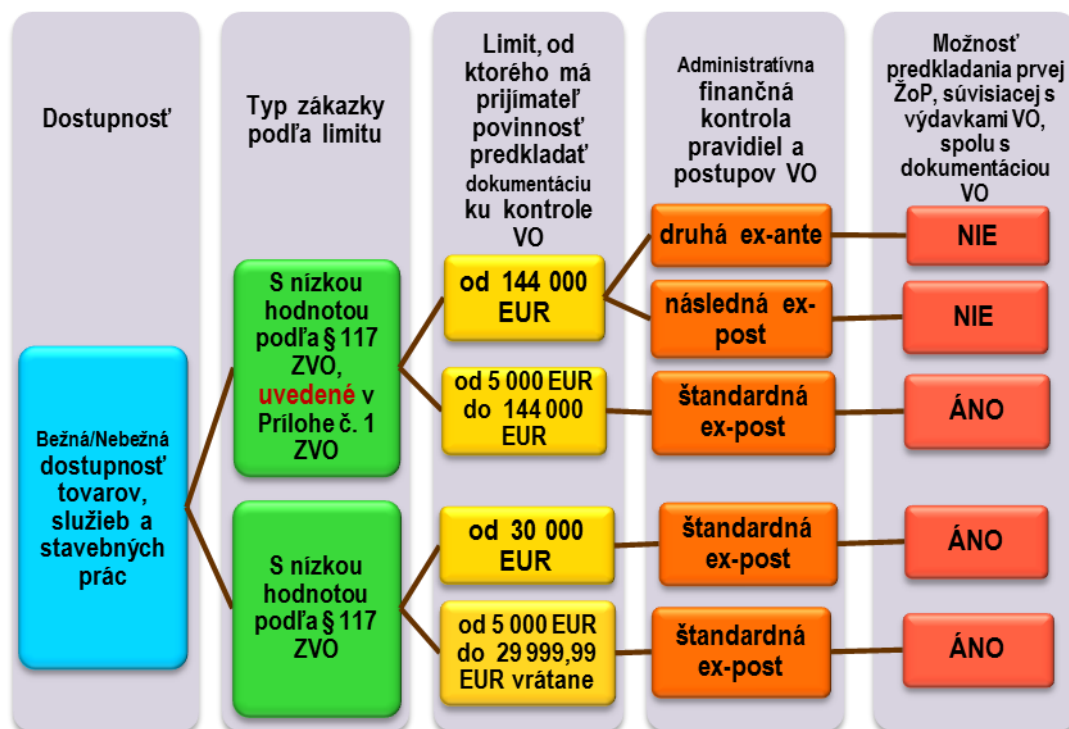 Dostupnosť
Typ zákazky
podľa limitu
Limit, od
ktorého má
prijímateľ
povinnosť
predkladať
dokumentáciu
ku kontrole
VO
Administratívna
finančná
kontrola
pravidiel a
postupov VO
Možnosť
predkladania prvej
ŽoP, súvisiacej s
výdavkami VO,
spolu s
dokumentáciou
VO
Bežná/Nebežná
dostupnosť
tovarov,
služieb a
stavebných
prác
S nízkou
hodnotou
podľa § 117
ZVO,
uvedené v
Prílohe č. 1
ZVO
od 144 000
EUR
druhá ex-ante
NIE
následná ex-
post
NIE
od 5 000 EUR
do 144 000
EUR
štandardná
ex-post
ÁNO
S nízkou
hodnotou
podľa § 117
ZVO
od 30 000
EUR
štandardná
ex-post
ÁNO
od 5 000 EUR
do 29 999,99
EUR vrátane
štandardná
ex-post
ÁNO